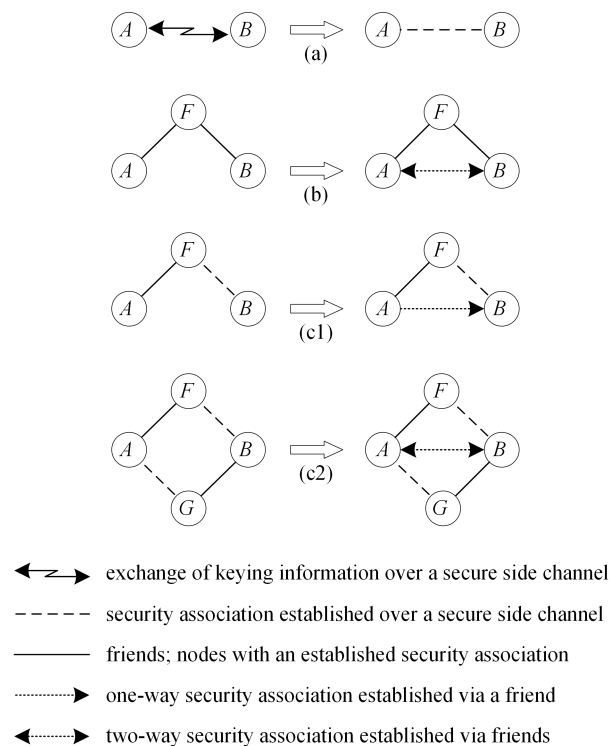 A B A B
(a)
F F
A B A B
(b)
F F
A B A B
(c1)
F F
A B A B
(c2)
G G
exchange of keying information over a secure side channel
security association established over a secure side channel
friends; nodes with an established security association
one-way security association established via a friend
two-way security association established via friends